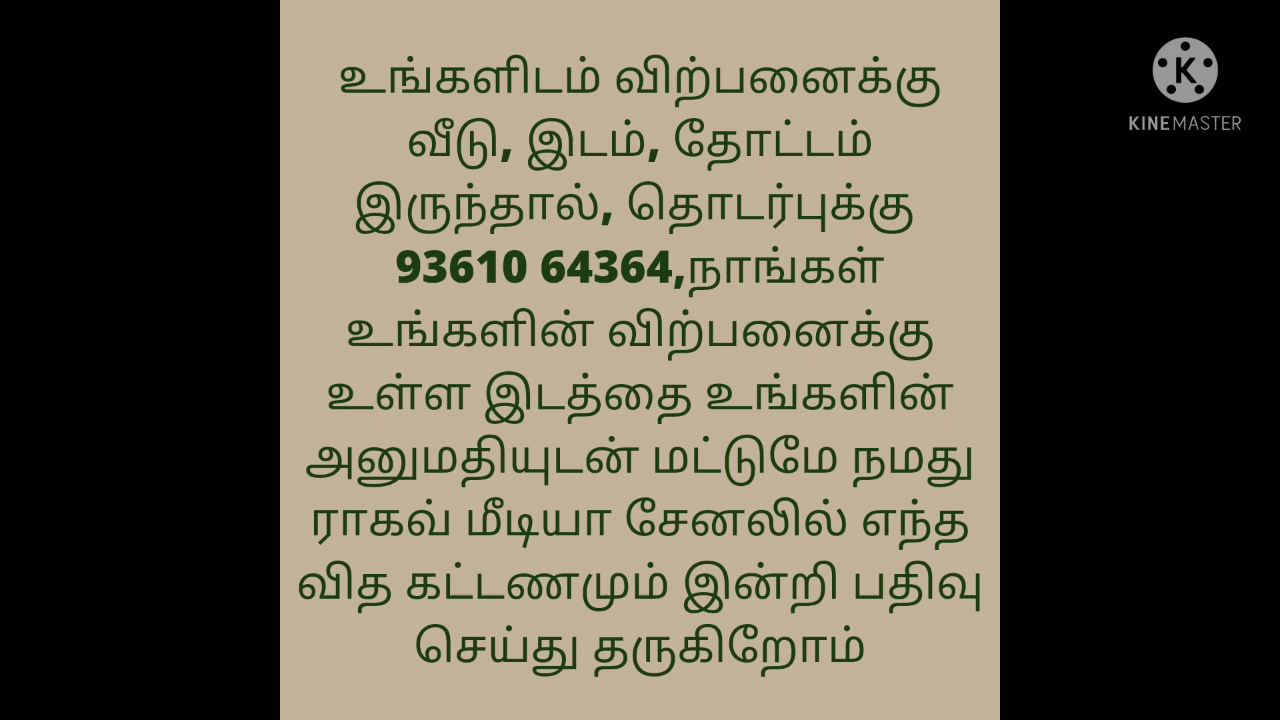 உங்களிடம் விற்பனைக்கு
வீடு, இடம், தோட்டம்
இருந்தால், தொடர்புக்கு
93610 64364,நாங்கள்
உங்களின் விற்பனைக்கு
உள்ள இடத்தை உங்களின்
அனுமதியுடன் மட்டுமே நமது
ராகவ் மீடியா சேனலில் எந்த
வித கட்டணமும் இன்றி பதிவு
செய்து தருகிறோம்
K
KINEMASTER